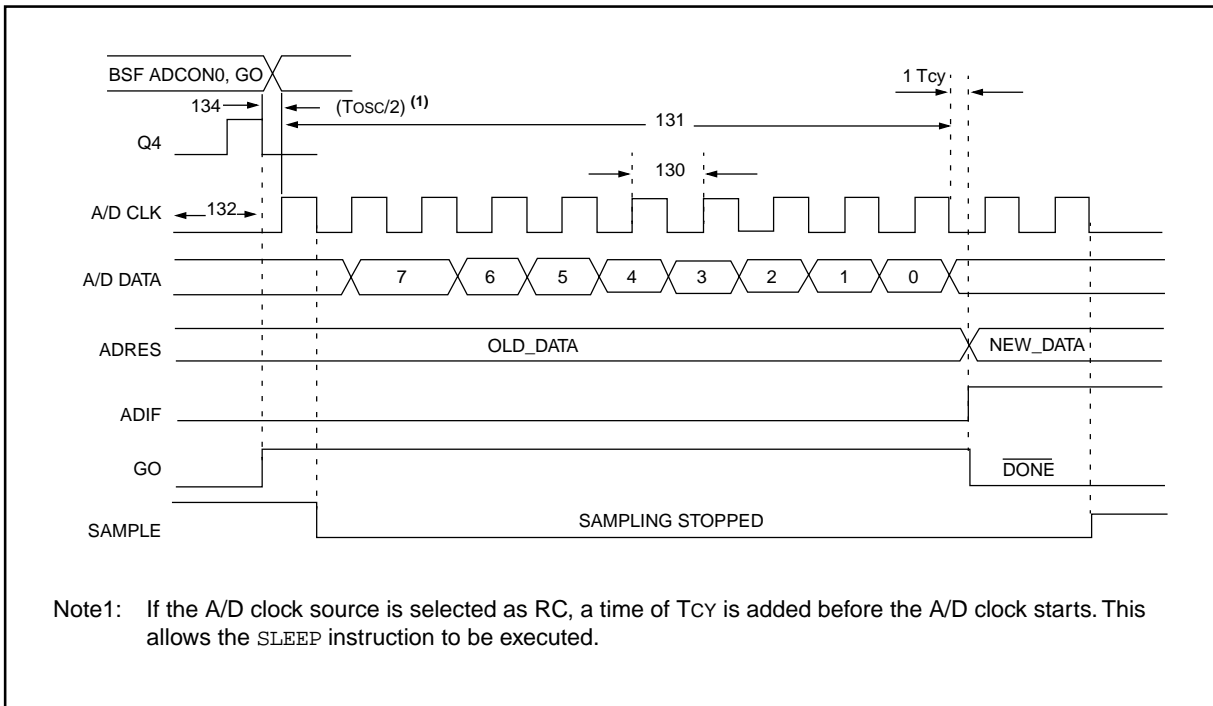 BSF ADCON0, GO
1 Tcy
134
(TOSC/2) (1)
131
Q4
130
A/D CLK
132
A/D DATA
7 6 5 4 3 2 1 0
ADRES
OLD_DATA
NEW_DATA
ADIF
GO
DONE
SAMPLE
SAMPLING STOPPED
Note1: If the A/D clock source is selected as RC, a time of TCY is added before the A/D clock starts. This
allows the SLEEP instruction to be executed.